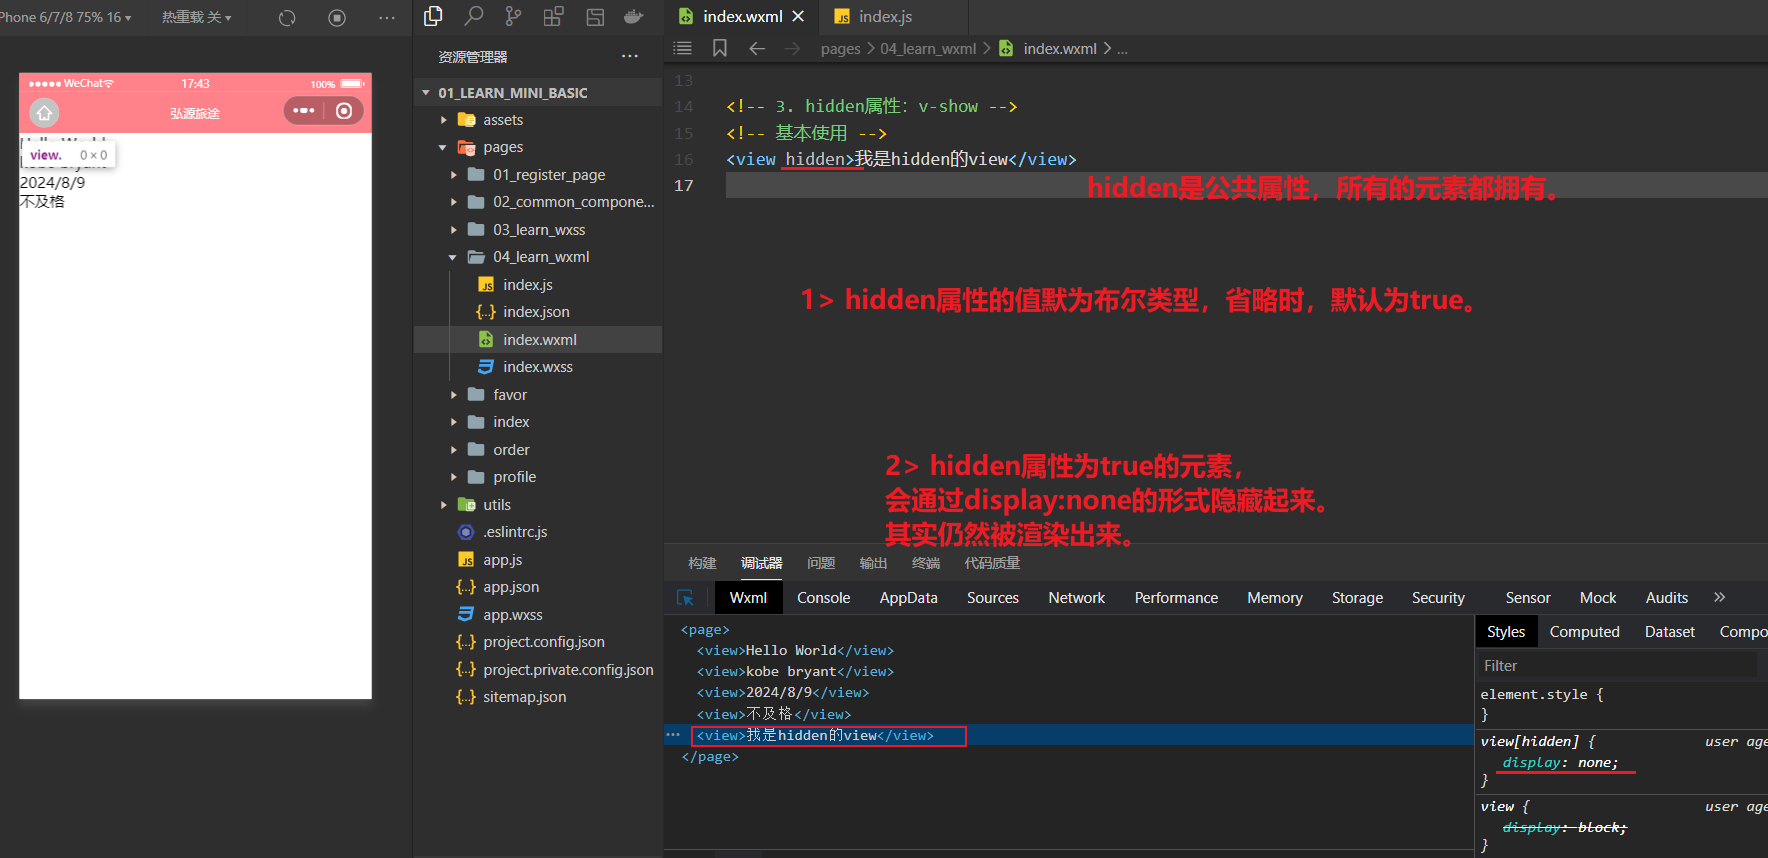 Phone 6/7/8 75% 16
热重载 关
WeChat
17:43
100%
弘源旅途
view.
0 × 0
2024/8/9
不及格
资源管理器
01_LEARN_MINI_BASIC
assets
pages
01_register_page
02_common_compone...
03_learn_wxss
04_learn_wxml
index.js
index.json
index.wxml
index.wxss
favor
index
order
profile
utils
.eslintrc.js
app.js
app.json
app.wxss
project.config.json
project.private.config.json
sitemap.json
index.wxml
index.js
pages > 04_learn_wxml > index.wxml > ...
13
14 <!-- 3. hidden属性: v-show -->
15 <!-- 基本使用 -->
16 <view hidden>我是hidden的view</view>
17
hidden是公共属性，所有的元素都拥有。
1> hidden属性的值默为布尔类型，省略时，默认为true。
2> hidden属性为true的元素，
会通过display:none的形式隐藏起来。
其实仍然被渲染出来。
构建 调试器 问题 输出 终端 代码质量
Wxml Console AppData Sources Network Performance Memory Storage Security Sensor Mock Audits
<page>
<view>Hello World</view>
<view>kobe bryant</view>
<view>2024/8/9</view>
<view>不及格</view>
<view>我是hidden的view</view>
</page>
Styles Computed Dataset Compo
Filter
element.style {
}
view[hidden] { user age
display: none;
}
view { user age
display: block;
}